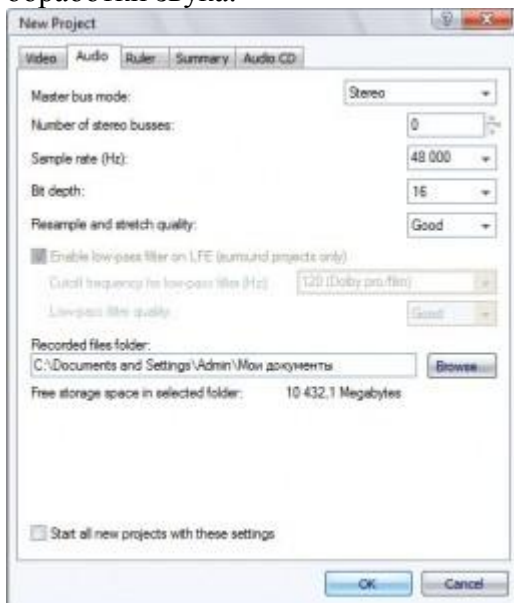 обработки звука.
New Project
Video Audio Ruler Summary Audio CD
Master bus mode: Stereo
Number of stereo busses: 0
Sample rate (Hz): 48 000
Bit depth: 16
Resample and stretch quality: Good
Enable low-pass filter on LFE (surround projects only)
Cutoff frequency for low-pass filter (Hz): 120 (Dolby pro/film)
Low-pass filter quality: Good
Recorded files folder:
C:\Documents and Settings\Admin\Мои документы Browse...
Free storage space in selected folder: 10 432,1 Megabytes
Start all new projects with these settings
OK Cancel